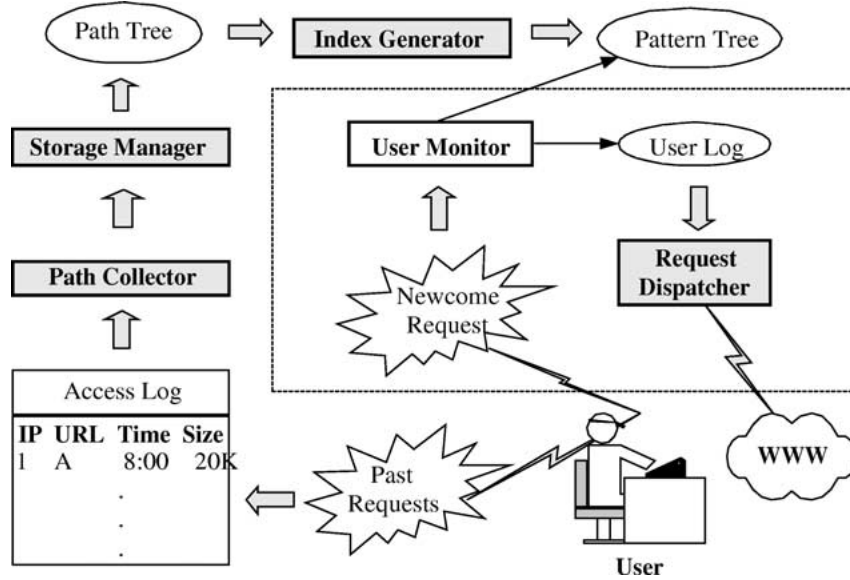 Path Tree
Index Generator
Pattern Tree
Storage Manager
User Monitor
User Log
Path Collector
Request
Dispatcher
Newcome
Request
Access Log
IP URL Time Size
1 A 8:00 20K
.
.
.
Past
Requests
WWW
User